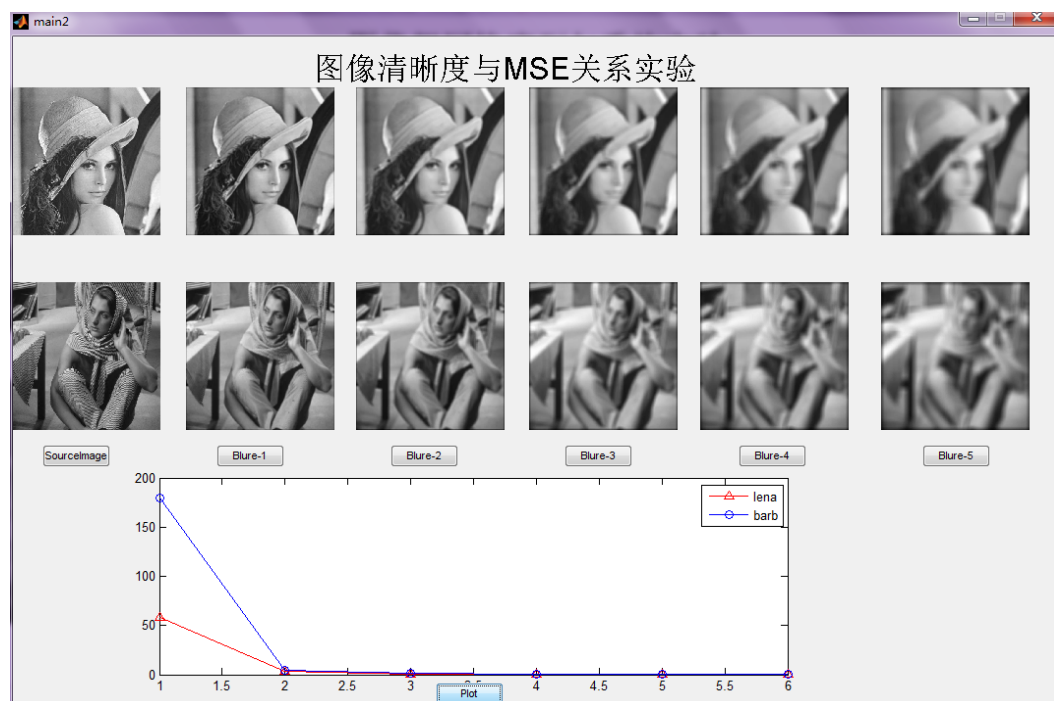 main2
图像清晰度与MSE关系实验
SourceImage Blure-1 Blure-2 Blure-3 Blure-4 Blure-5
200
150
100
50
0
lena
barb
1 1.5 2 2.5 3 3.5 4 4.5 5 5.5 6
Plot